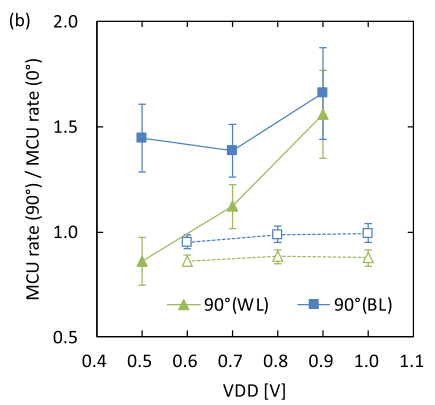 (b)
MCU rate (90°) / MCU rate (0°)
2.0
1.5
1.0
0.5
90°(WL)
90°(BL)
0.4 0.5 0.6 0.7 0.8 0.9 1.0 1.1
VDD [V]